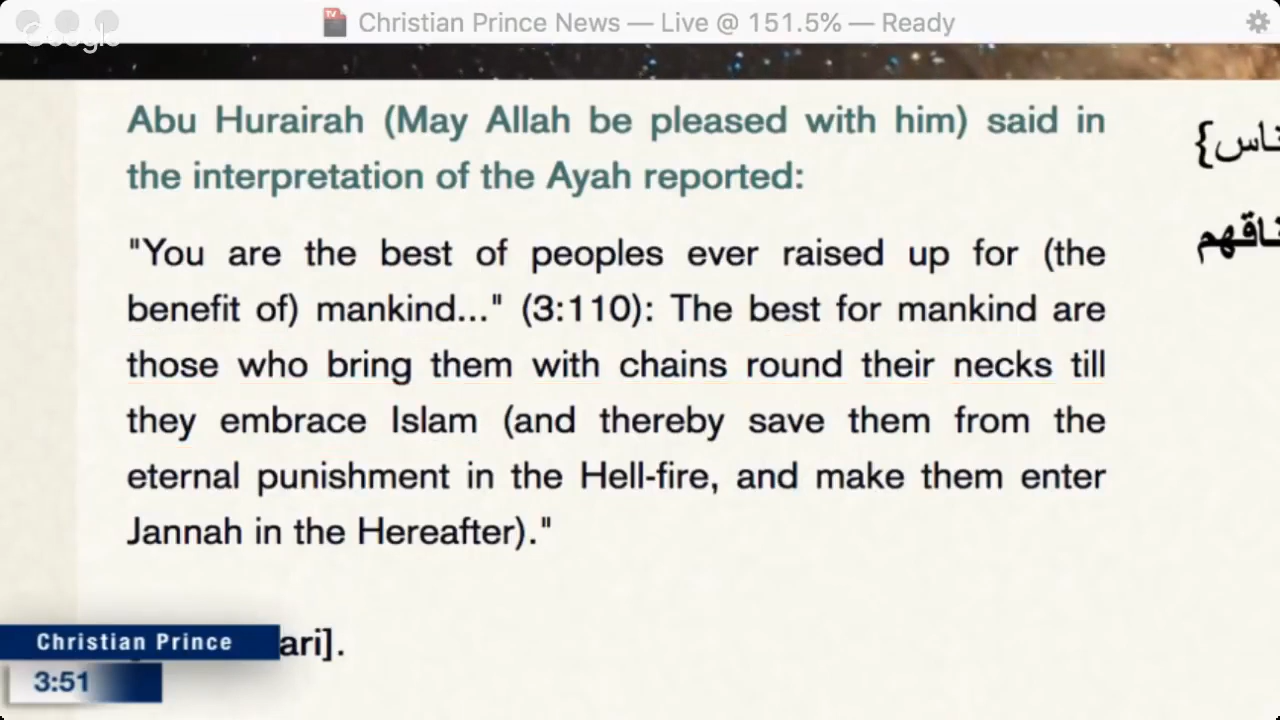 Christian Prince News — Live @ 151.5% — Ready
Google
Abu Hurairah (May Allah be pleased with him) said in
the interpretation of the Ayah reported:
"You are the best of peoples ever raised up for (the
benefit of) mankind..." (3:110): The best for mankind are
those who bring them with chains round their necks till
they embrace Islam (and thereby save them from the
eternal punishment in the Hell-fire, and make them enter
Jannah in the Hereafter)."
ari].
Christian Prince
3:51